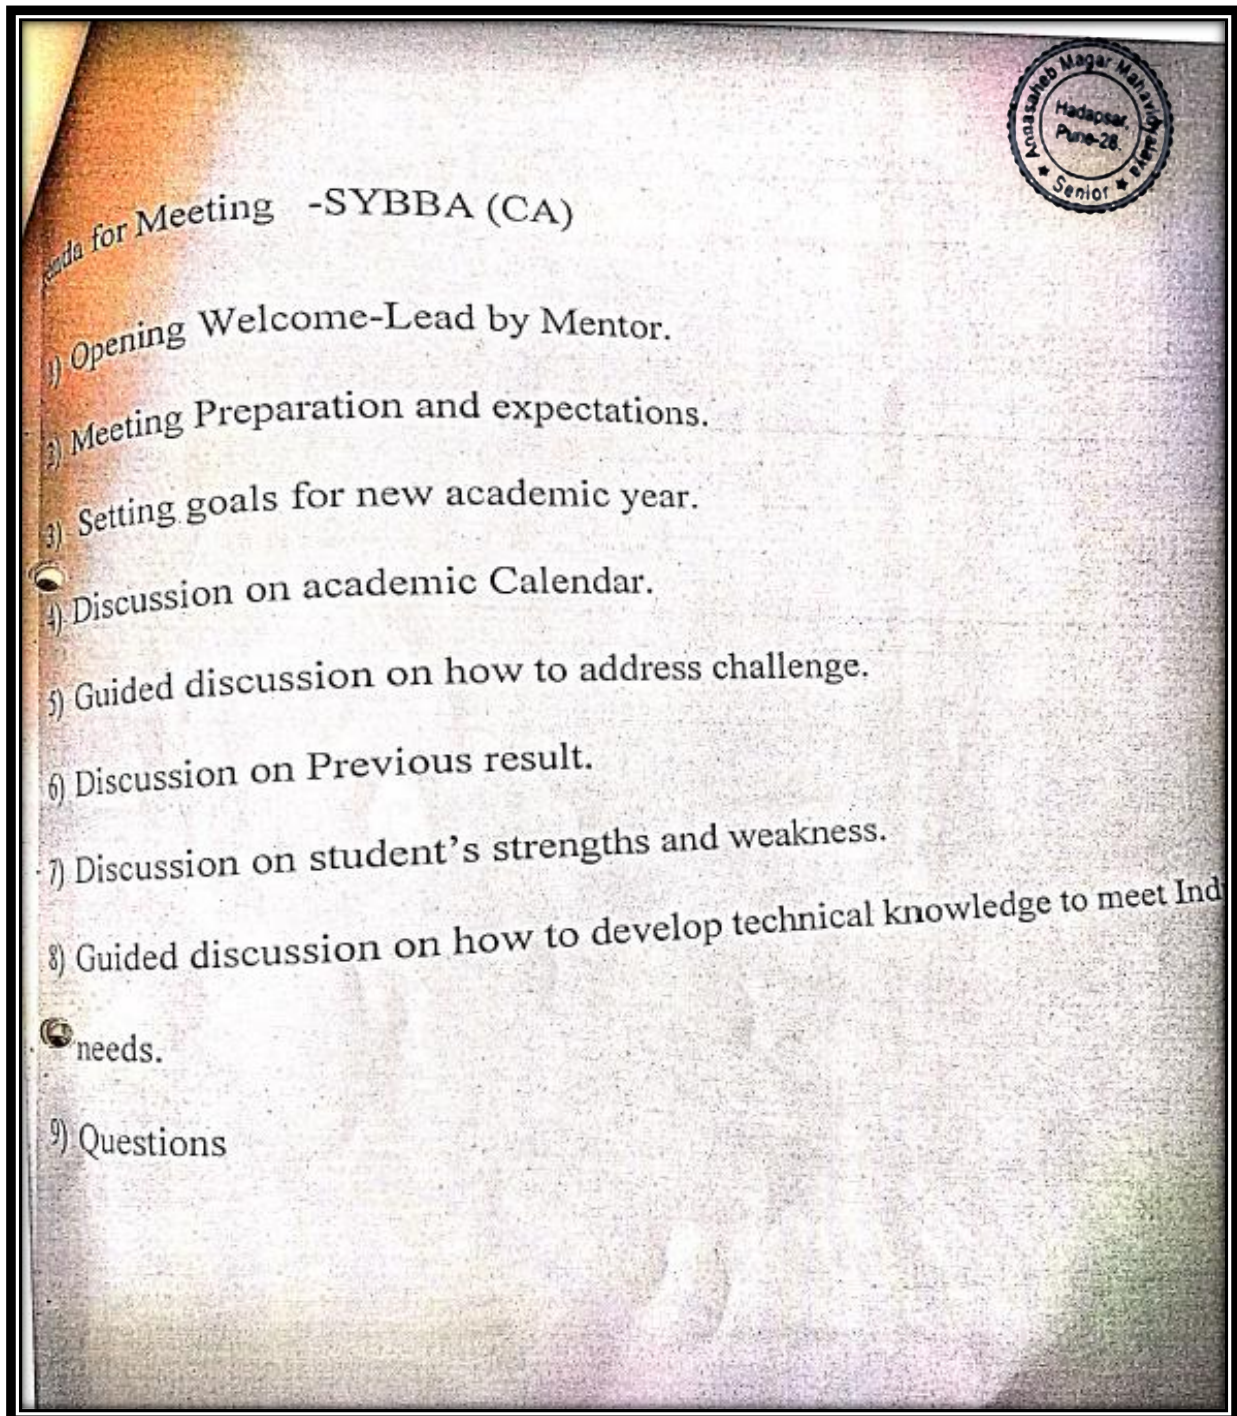 for Meeting -SYBBA (CA)
1) Opening Welcome-Lead by Mentor.
2) Meeting Preparation and expectations.
3) Setting goals for new academic year.
4) Discussion on academic Calendar.
5) Guided discussion on how to address challenge.
6) Discussion on Previous result.
7) Discussion on student's strengths and weakness.
8) Guided discussion on how to develop technical knowledge to meet Ind
needs.
9) Questions
Annasaheb Magar Mahavidyalaya
Hadapsar,
Pune-28.
★ Senior ★